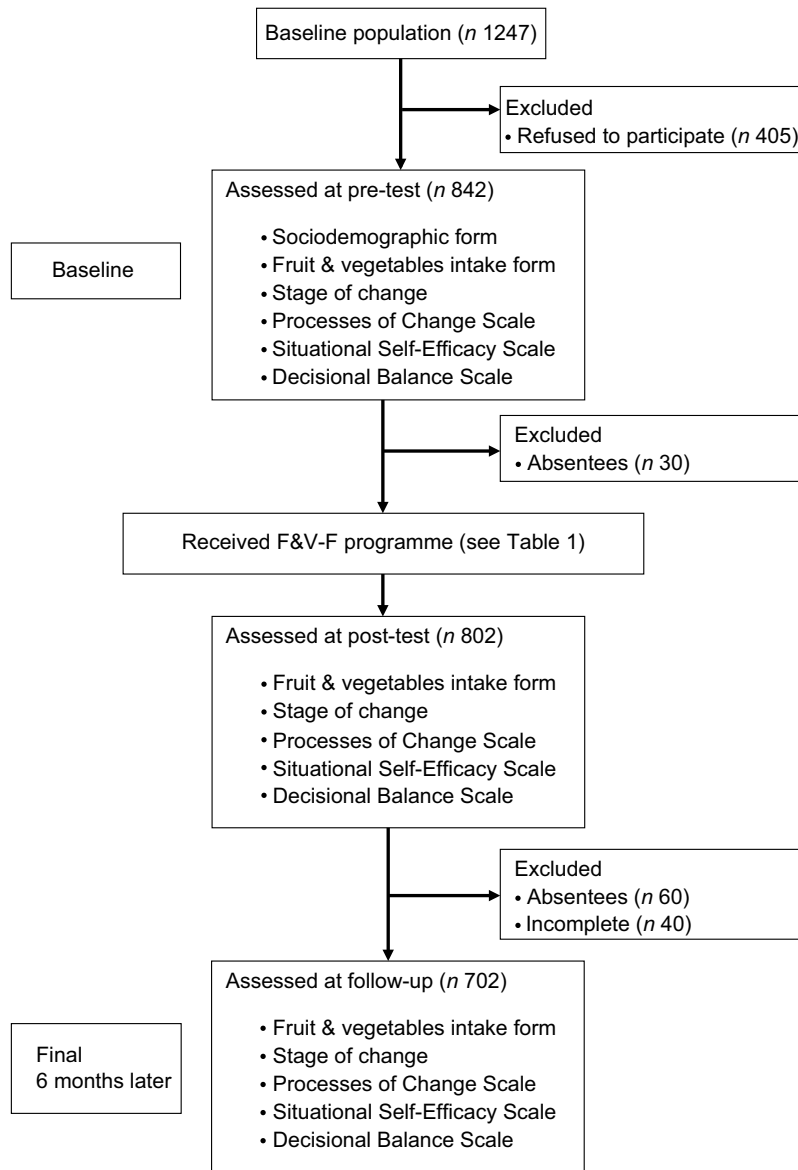 Baseline population (n 1247)
Excluded
• Refused to participate (n 405)
Assessed at pre-test (n 842)
• Sociodemographic form
• Fruit & vegetables intake form
• Stage of change
• Processes of Change Scale
• Situational Self-Efficacy Scale
• Decisional Balance Scale
Baseline
Excluded
• Absentees (n 30)
Received F&V-F programme (see Table 1)
Assessed at post-test (n 802)
• Fruit & vegetables intake form
• Stage of change
• Processes of Change Scale
• Situational Self-Efficacy Scale
• Decisional Balance Scale
Excluded
• Absentees (n 60)
• Incomplete (n 40)
Assessed at follow-up (n 702)
• Fruit & vegetables intake form
• Stage of change
• Processes of Change Scale
• Situational Self-Efficacy Scale
• Decisional Balance Scale
Final
6 months later